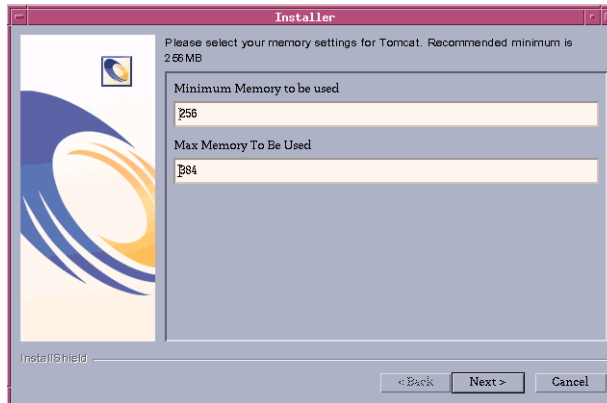 Installer
Please select your memory settings for Tomcat. Recommended minimum is
256MB
Minimum Memory to be used
256
Max Memory To Be Used
384
InstallShield
< Back Next > Cancel